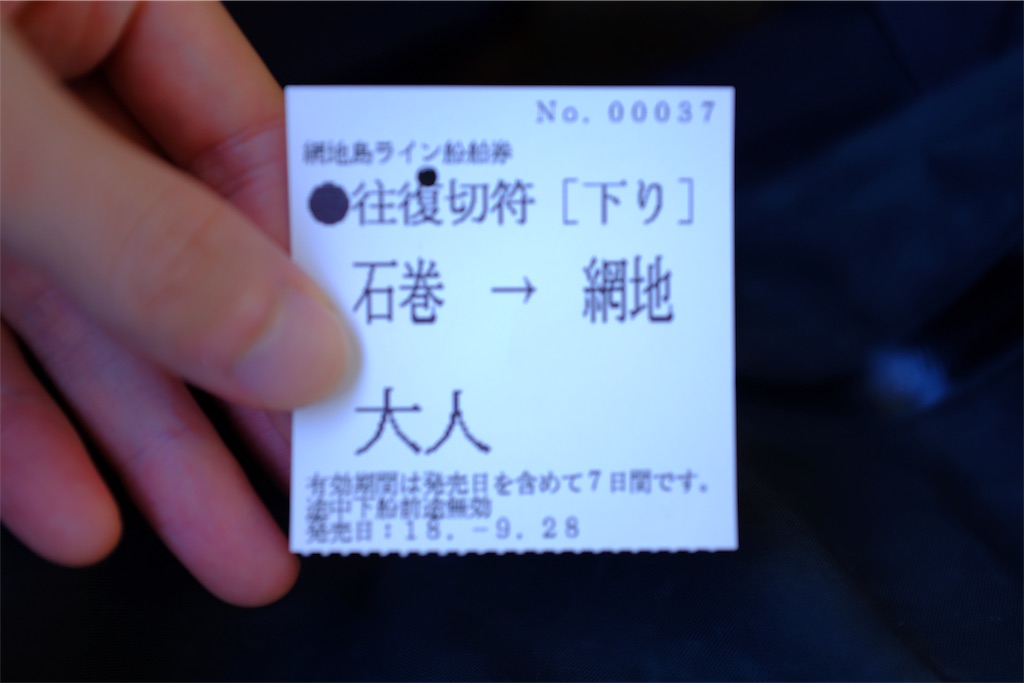 No. 00037
網地島ライン船舶券
●往復切符［下り］
石巻 → 網地
大人
有効期間は発売日を含めて7日間です。
途中下船前途無効
発売日：18. -9. 28